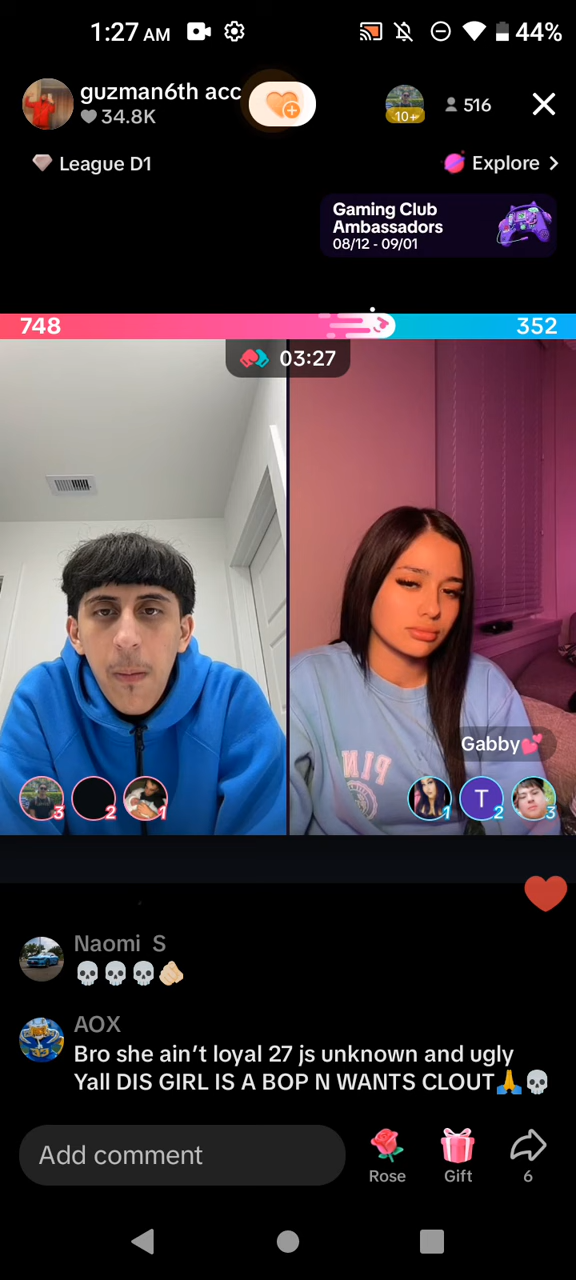 1:27 AM 44%
guzman6th acc
34.8K
10+
516
League D1
Explore >
Gaming Club
Ambassadors
08/12 - 09/01
748 352
03:27
Gabby💕
PIN
3 2 1 1 T 2 3
Naomi S
💀💀💀🫵🏻
AOX
Bro she ain’t loyal 27 js unknown and ugly
Yall DIS GIRL IS A BOP N WANTS CLOUT🙏💀
Add comment
Rose Gift 6